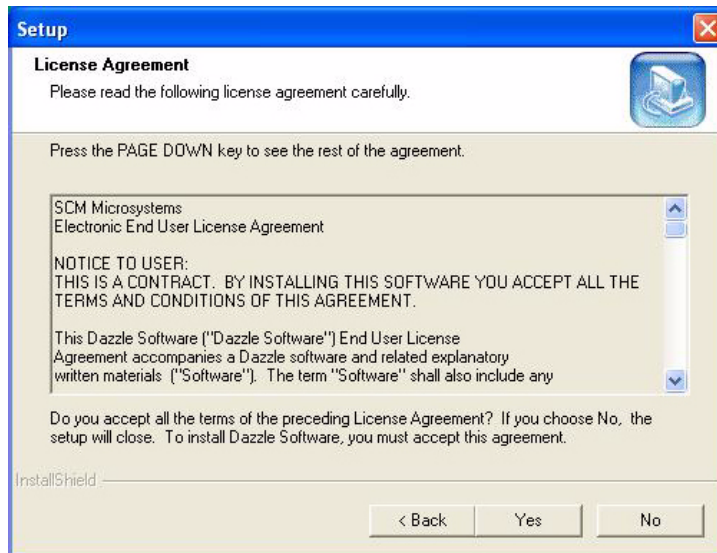 Setup
License Agreement
Please read the following license agreement carefully.
Press the PAGE DOWN key to see the rest of the agreement.
SCM Microsystems
Electronic End User License Agreement
NOTICE TO USER:
THIS IS A CONTRACT.  BY INSTALLING THIS SOFTWARE YOU ACCEPT ALL THE
TERMS AND CONDITIONS OF THIS AGREEMENT.
This Dazzle Software ("Dazzle Software") End User License
Agreement accompanies a Dazzle software and related explanatory
written materials  ("Software").  The term "Software" shall also include any
Do you accept all the terms of the preceding License Agreement?  If you choose No,  the
setup will close.  To install Dazzle Software, you must accept this agreement.
InstallShield
< Back
Yes
No